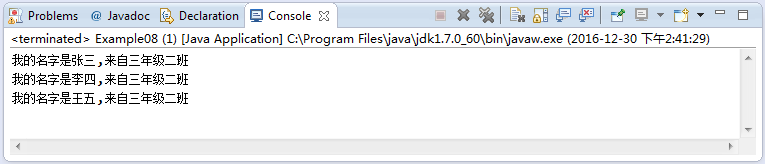 Problems @ Javadoc Declaration Console
<terminated> Example08 (1) [Java Application] C:\Program Files\java\jdk1.7.0_60\bin\javaw.exe (2016-12-30 下午2:41:29)
我的名字是张三,来自三年级二班
我的名字是李四,来自三年级二班
我的名字是王五,来自三年级二班